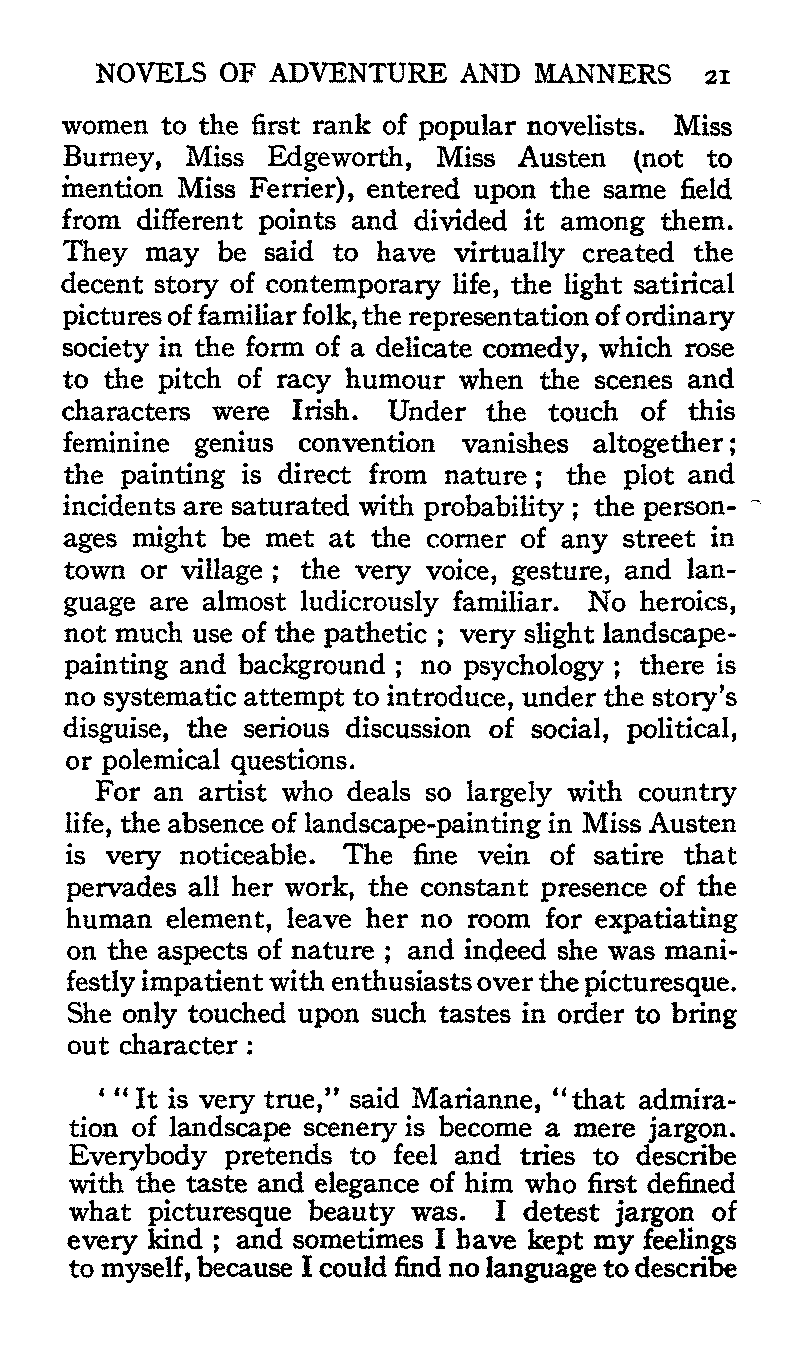 NOVELS OF ADVENTURE AND MANNERS 21
women to the first rank of popular novelists. Miss
Burney, Miss Edgeworth, Miss Austen (not to
mention Miss Ferrier), entered upon the same field
from different points and divided it among them.
They may be said to have virtually created the
decent story of contemporary life, the light satirical
pictures of familiar folk, the representation of ordinary
society in the form of a delicate comedy, which rose
to the pitch of racy humour when the scenes and
characters were Irish. Under the touch of this
feminine genius convention vanishes altogether;
the painting is direct from nature; the plot and
incidents are saturated with probability; the person-
ages might be met at the corner of any street in
town or village; the very voice, gesture, and lan-
guage are almost ludicrously familiar. No heroics,
not much use of the pathetic; very slight landscape-
painting and background; no psychology; there is
no systematic attempt to introduce, under the story's
disguise, the serious discussion of social, political,
or polemical questions.
For an artist who deals so largely with country
life, the absence of landscape-painting in Miss Austen
is very noticeable. The fine vein of satire that
pervades all her work, the constant presence of the
human element, leave her no room for expatiating
on the aspects of nature; and indeed she was mani-
festly impatient with enthusiasts over the picturesque.
She only touched upon such tastes in order to bring
out character:
‘ “It is very true,” said Marianne, “that admira-
tion of landscape scenery is become a mere jargon.
Everybody pretends to feel and tries to describe
with the taste and elegance of him who first defined
what picturesque beauty was. I detest jargon of
every kind; and sometimes I have kept my feelings
to myself, because I could find no language to describe